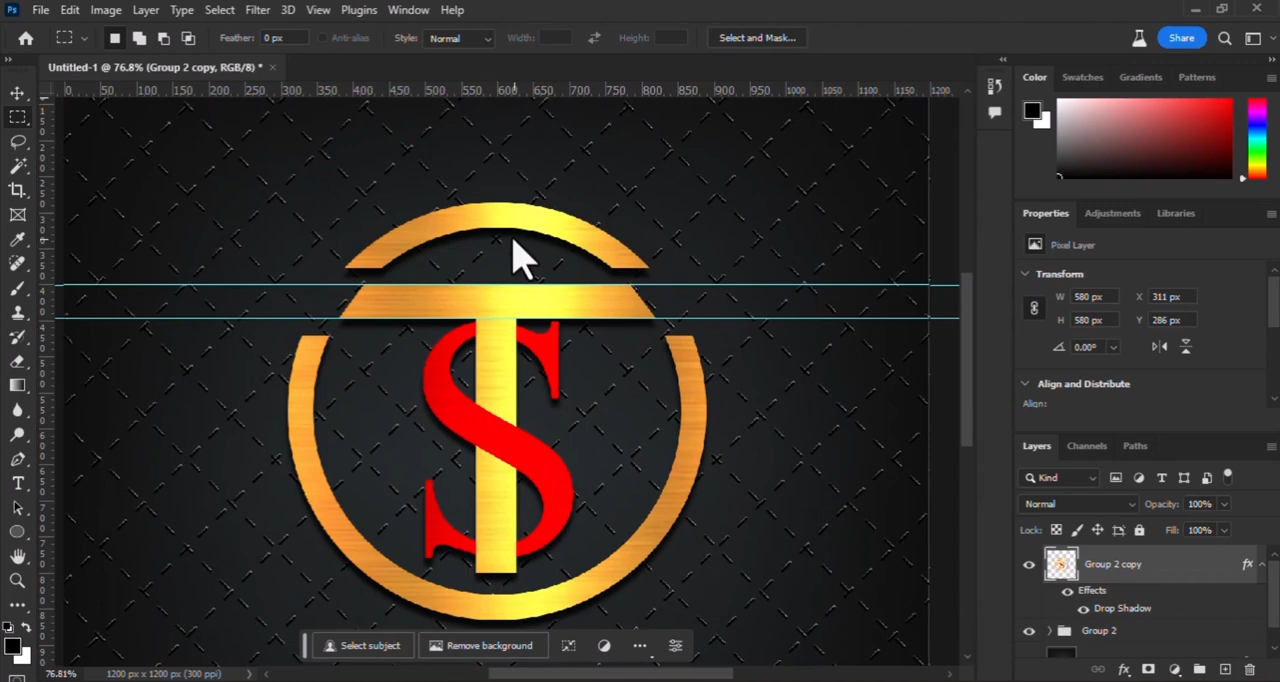 Ps File Edit Image Layer Type Select Filter 3D View Plugins Window Help
Feather: 0 px Anti-alias Style: Normal Width: Height: Select and Mask... Share
Untitled-1 @ 76.8% (Group 2 copy, RGB/8) *
0 50 100 150 200 250 300 350 400 450 500 550 600 650 700 750 800 850 900 950 1000 1050 1100 1150 1200
Color Swatches Gradients Patterns
Properties Adjustments Libraries
Pixel Layer
Transform
W 580 px X 311 px
H 580 px Y 286 px
0.00°
Align and Distribute
Align:
TS
Layers Channels Paths
Kind
Normal Opacity: 100%
Lock: Fill: 100%
Group 2 copy fx
Effects
Drop Shadow
Group 2
Select subject Remove background
76.81% 1200 px x 1200 px (300 ppi)
fx